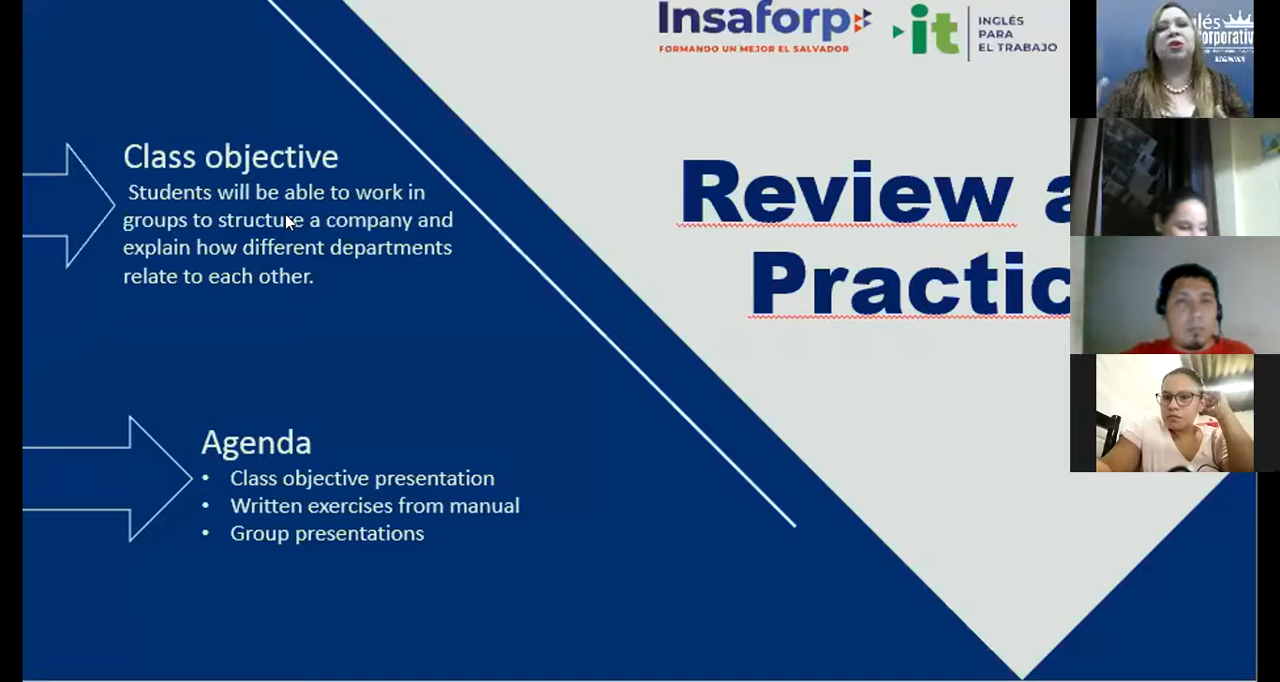 Insaforp
FORMANDO UN MEJOR EL SALVADOR
it
INGLÉS
PARA
EL TRABAJO
Class objective
Students will be able to work in
groups to structure a company and
explain how different departments
relate to each other.
Review a
Practic
Agenda
• Class objective presentation
• Written exercises from manual
• Group presentations
lés
orporativ